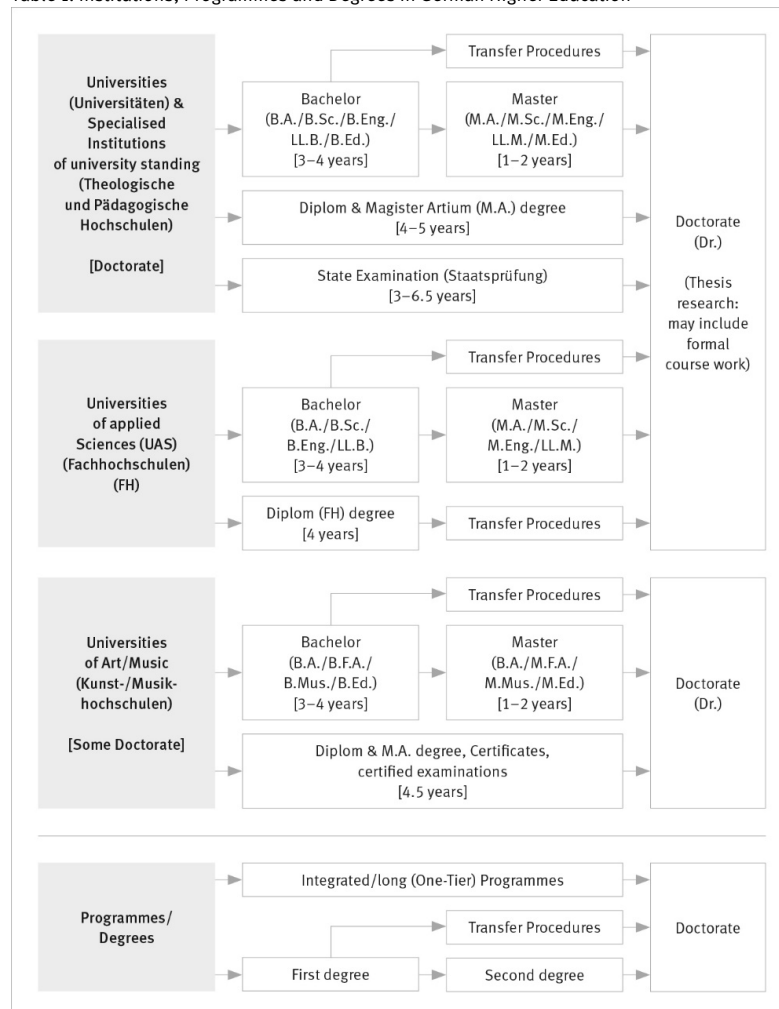 Table 1: Institutions, Programmes and Degrees in German Higher Education
Universities
(Universitäten) &
Specialised
Institutions
of university standing
(Theologische
und Pädagogische
Hochschulen)
[Doctorate]
Transfer Procedures
Bachelor
(B.A./B.Sc./B.Eng./
LL.B./B.Ed.)
[3–4 years]
Master
(M.A./M.Sc./M.Eng./
LL.M./M.Ed.)
[1–2 years]
Diplom & Magister Artium (M.A.) degree
[4–5 years]
State Examination (Staatsprüfung)
[3–6.5 years]
Doctorate
(Dr.)
(Thesis
research:
may include
formal
course work)
Universities
of applied
Sciences (UAS)
(Fachhochschulen)
(FH)
Transfer Procedures
Bachelor
(B.A./B.Sc./
B.Eng./LL.B.)
[3–4 years]
Master
(M.A./M.Sc./
M.Eng./LL.M.)
[1–2 years]
Diplom (FH) degree
[4 years]
Transfer Procedures
Universities
of Art/Music
(Kunst-/Musik-
hochschulen)
[Some Doctorate]
Transfer Procedures
Bachelor
(B.A./B.F.A./
B.Mus./B.Ed.)
[3–4 years]
Master
(B.A./M.F.A./
M.Mus./M.Ed.)
[1–2 years]
Diplom & M.A. degree, Certificates,
certified examinations
[4.5 years]
Doctorate
(Dr.)
Programmes/
Degrees
Integrated/long (One-Tier) Programmes
Transfer Procedures
First degree
Second degree
Doctorate